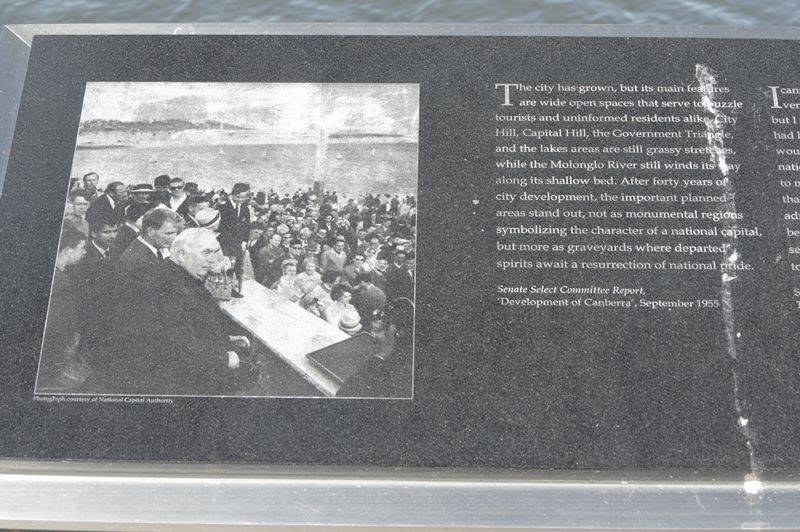 The city has grown, but its main features
are wide open spaces that serve to puzzle
tourists and uninformed residents alike. City
Hill, Capital Hill, the Government Triangle,
and the lakes areas are still grassy stretches,
while the Molonglo River still winds its way
along its shallow bed. After forty years of
city development, the important planned
areas stand out, not as monumental regions
symbolizing the character of a national capital,
but more as graveyards where departed
spirits await a resurrection of national pride.
Senate Select Committee Report,
'Development of Canberra', September 1955
Photograph courtesy of National Capital Authority
I
but I
had